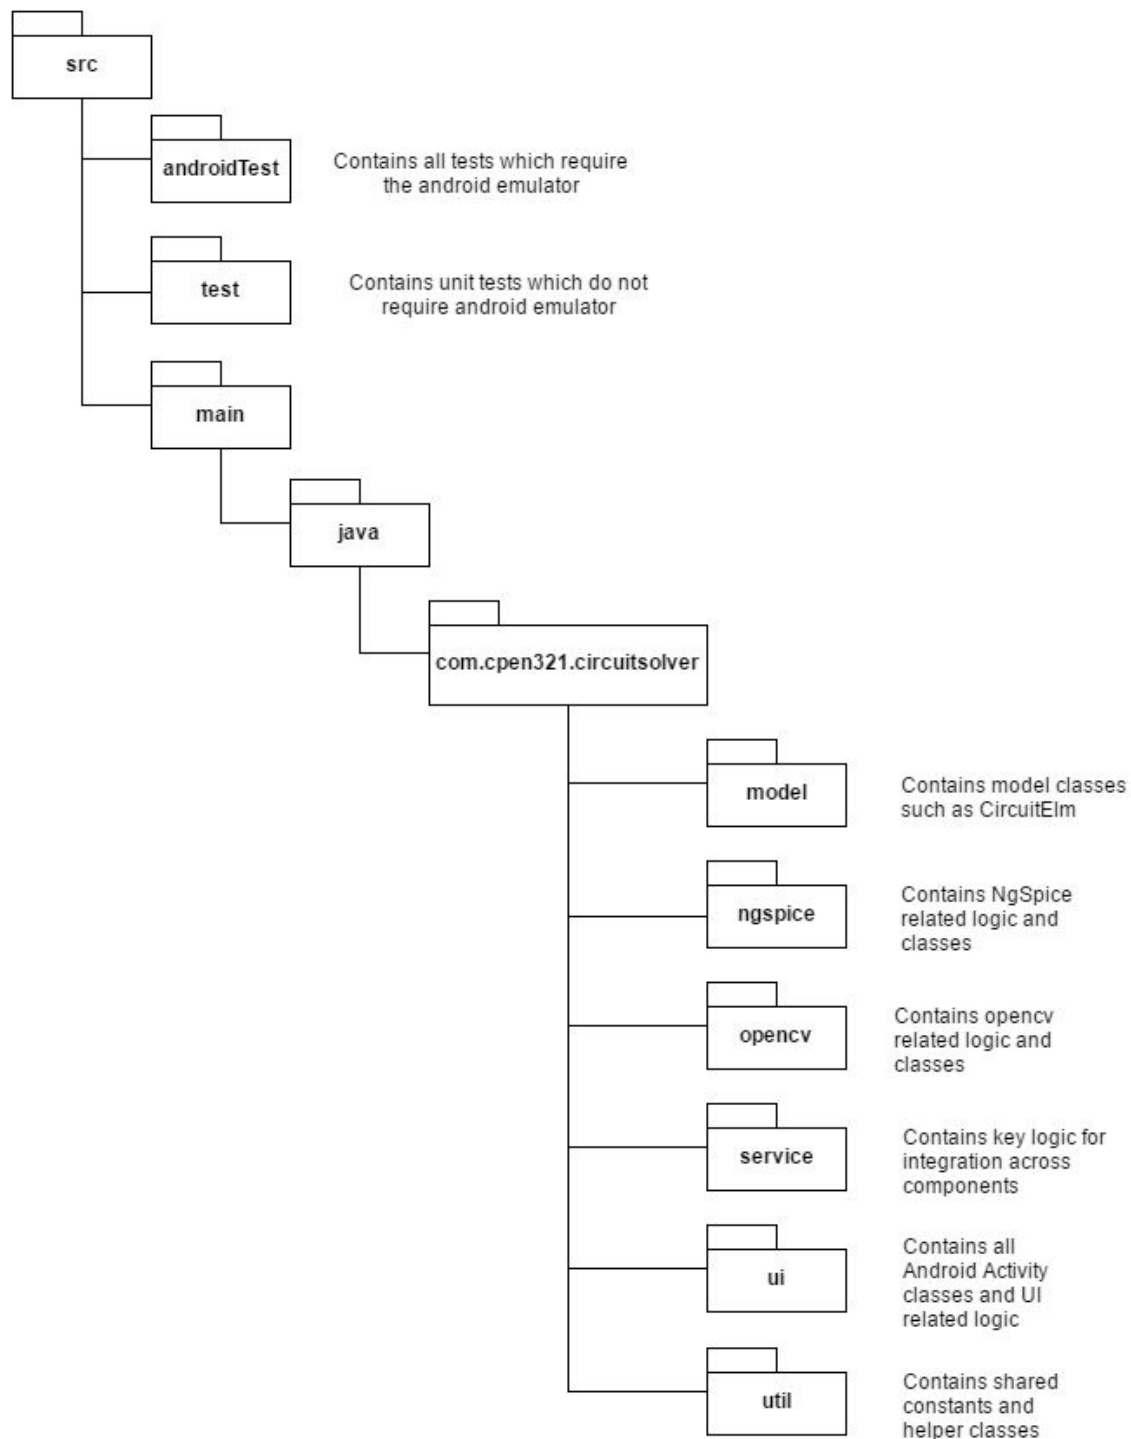 src
androidTest
Contains all tests which require
the android emulator
test
Contains unit tests which do not
require android emulator
main
java
com.cpen321.circuitsolver
model
Contains model classes
such as CircuitElm
ngspice
Contains NgSpice
related logic and
classes
opencv
Contains opencv
related logic and
classes
service
Contains key logic for
integration across
components
ui
Contains all
Android Activity
classes and UI
related logic
util
Contains shared
constants and
helper classes